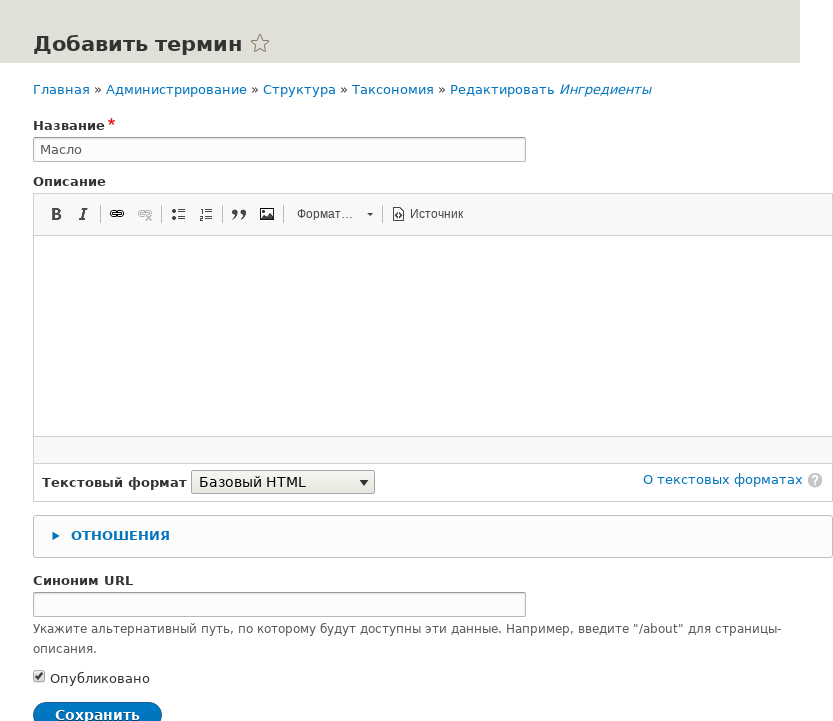 Добавить термин
Главная » Администрирование » Структура » Таксономия » Редактировать Ингредиенты
Название*
Масло
Описание
B I Формат... Источник
Текстовый формат Базовый HTML О текстовых форматах ?
ОТНОШЕНИЯ
Синоним URL
Укажите альтернативный путь, по которому будут доступны эти данные. Например, введите "/about" для страницы-
описания.
Опубликовано
Сохранить